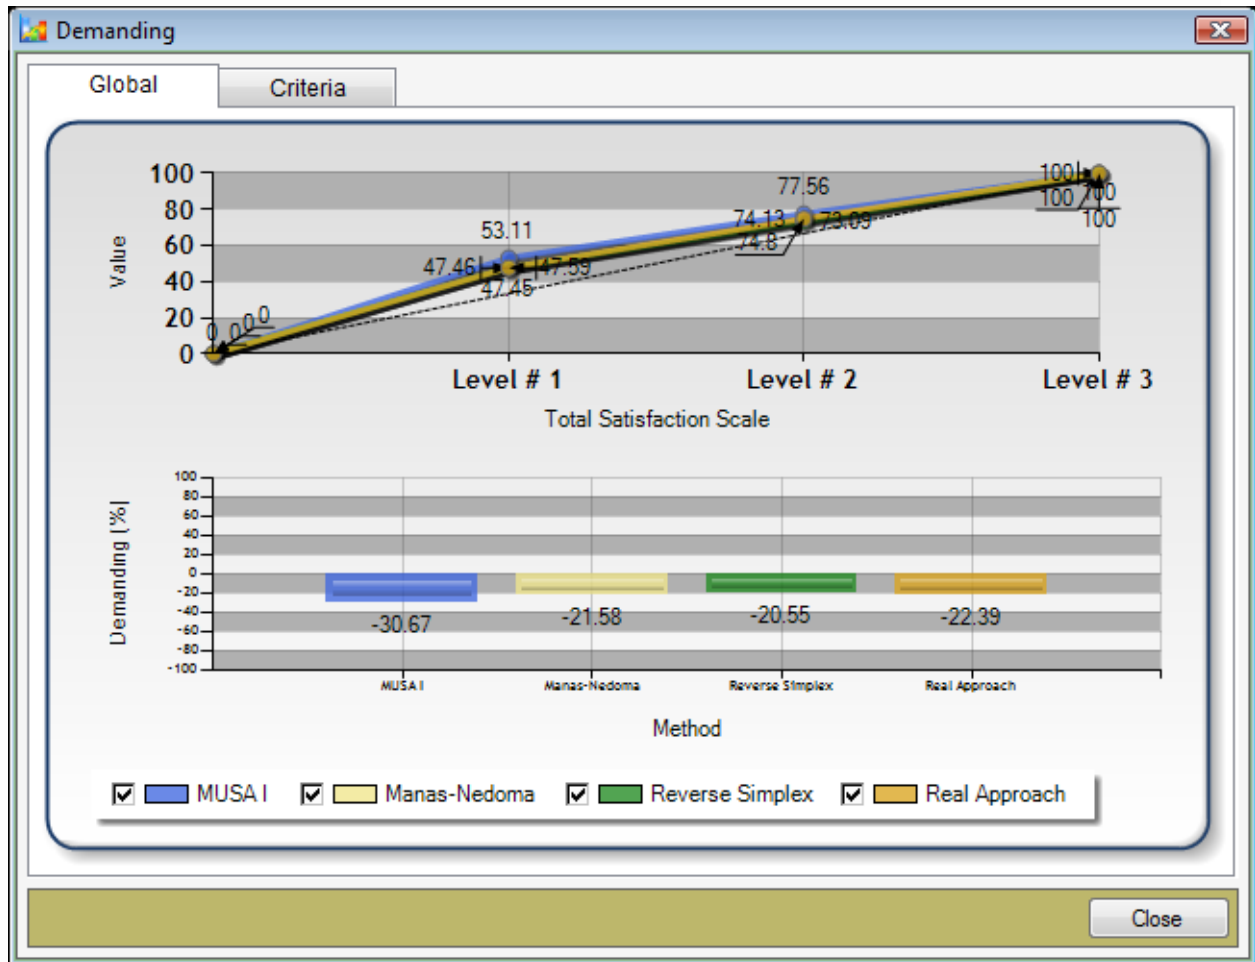 Demanding
Global Criteria
100
80
60
40
20
0
Value
53.11
77.56
47.46 47.59
47.45
74.13 73.09
74.8
100
100 100
100
0 0 0 0
Level # 1 Level # 2 Level # 3
Total Satisfaction Scale
100
80
60
40
20
0
-20
-40
-60
-80
-100
Demanding (%)
-30.67 -21.58 -20.55 -22.39
MUSA I Manas-Nedoma Reverse Simplex Real Approach
Method
MUSA I Manas-Nedoma Reverse Simplex Real Approach
Close